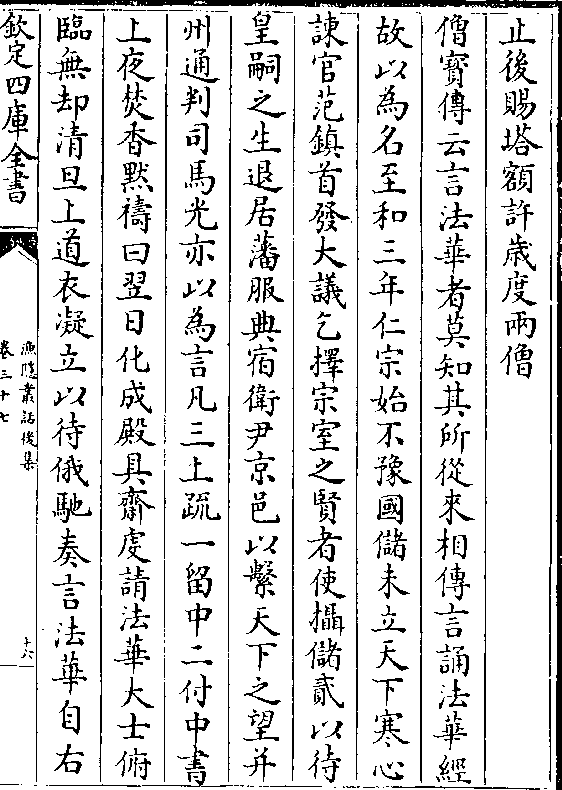 止後賜塔額許歲度兩僧
僧寶傳云言法華者莫知其所從來相傳言誦法華經
故以為名至和三年仁宗始不豫國儲未立天下寒心
諫官范鎮首發大議乞擇宗室之賢者使攝儲貳以待
皇嗣之生退居藩服典宿衛尹京邑以繫天下之望并
州通判司馬光亦以為言凡三上疏一留中二付中書
上夜焚香黙禱曰翌日化成殿具齋虔請法華大士俯
臨無却清旦上道衣凝立以待俄馳奏言法華自右
欽定四庫全書
漁隱叢話後集
卷三十七
十六